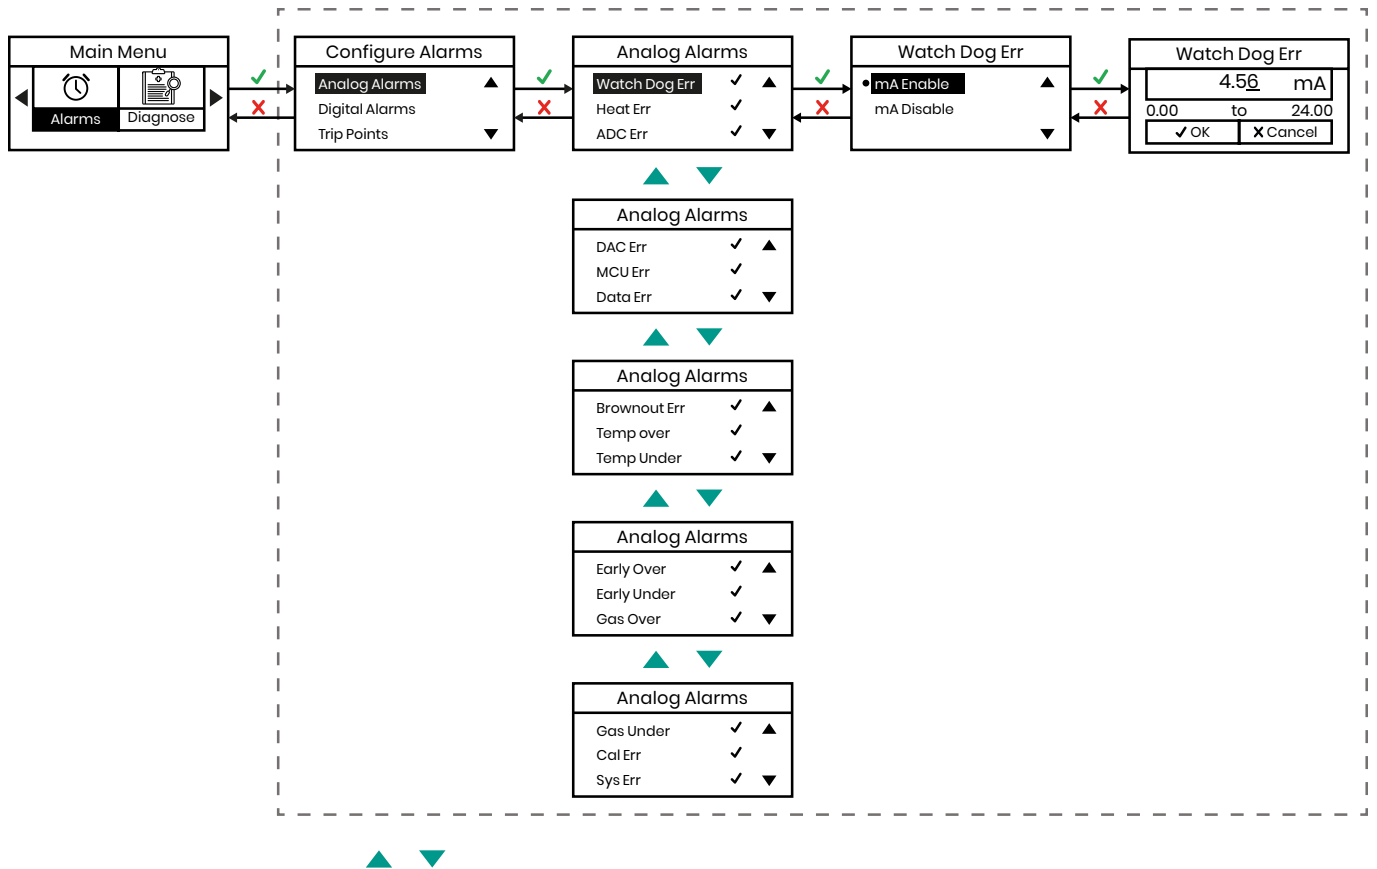 Main Menu
Alarms
Diagnose
Configure Alarms
Analog Alarms
Digital Alarms
Trip Points
Analog Alarms
Watch Dog Err
Heat Err
ADC Err
Watch Dog Err
mA Enable
mA Disable
Watch Dog Err
4.56 mA
0.00 to 24.00
OK Cancel
Analog Alarms
DAC Err
MCU Err
Data Err
Analog Alarms
Brownout Err
Temp over
Temp Under
Analog Alarms
Early Over
Early Under
Gas Over
Analog Alarms
Gas Under
Cal Err
Sys Err